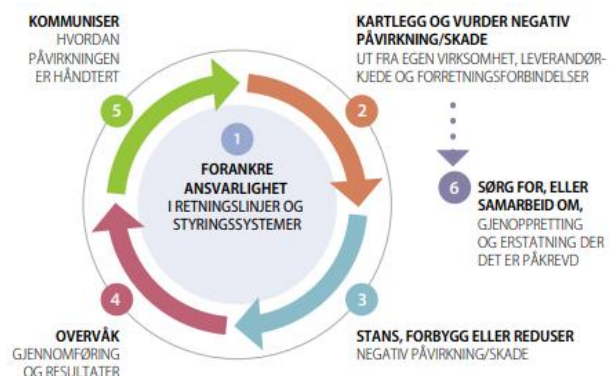 1
FORANKRE
ANSVARLIGHET
I RETNINGSLINJER OG
STYRINGSSYSTEMER
2
KARTLEGG OG VURDER NEGATIV
PÅVIRKNING/SKADE
UT FRA EGEN VIRKSOMHET, LEVERANDØR-
KJEDE OG FORRETNINGSFORBINDELSER
3
STANS, FORBYGG ELLER REDUSER
NEGATIV PÅVIRKNING/SKADE
4
OVERVÅK
GJENNOMFØRING
OG RESULTATER
5
KOMMUNISER
HVORDAN
PÅVIRKNINGEN
ER HÅNDTERT
6
SØRG FOR, ELLER
SAMARBEID OM,
GJENOPPRETTING
OG ERSTATNING DER
DET ER PÅKREVD